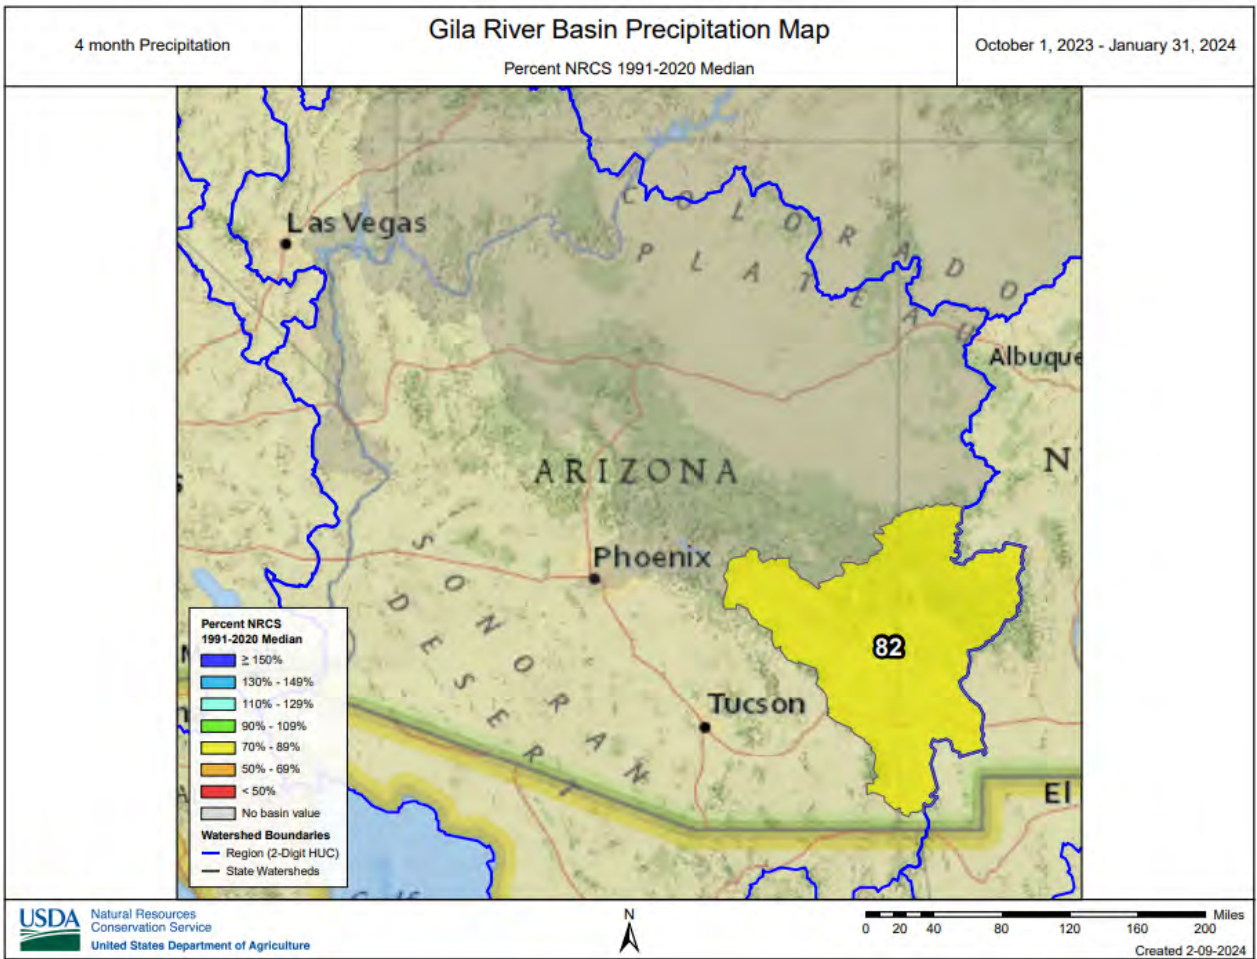 4 month Precipitation
Gila River Basin Precipitation Map
Percent NRCS 1991-2020 Median
October 1, 2023 - January 31, 2024
COLORADO
PLATEAU
Las Vegas
Albuque
ARIZONA
N
Phoenix
SONORAN
DESERT
82
Tucson
El
Percent NRCS
1991-2020 Median
≥ 150%
130% - 149%
110% - 129%
90% - 109%
70% - 89%
50% - 69%
< 50%
No basin value
Watershed Boundaries
Region (2-Digit HUC)
State Watersheds
USDA
Natural Resources
Conservation Service
United States Department of Agriculture
N
0 20 40 80 120 160 200 Miles
Created 2-09-2024